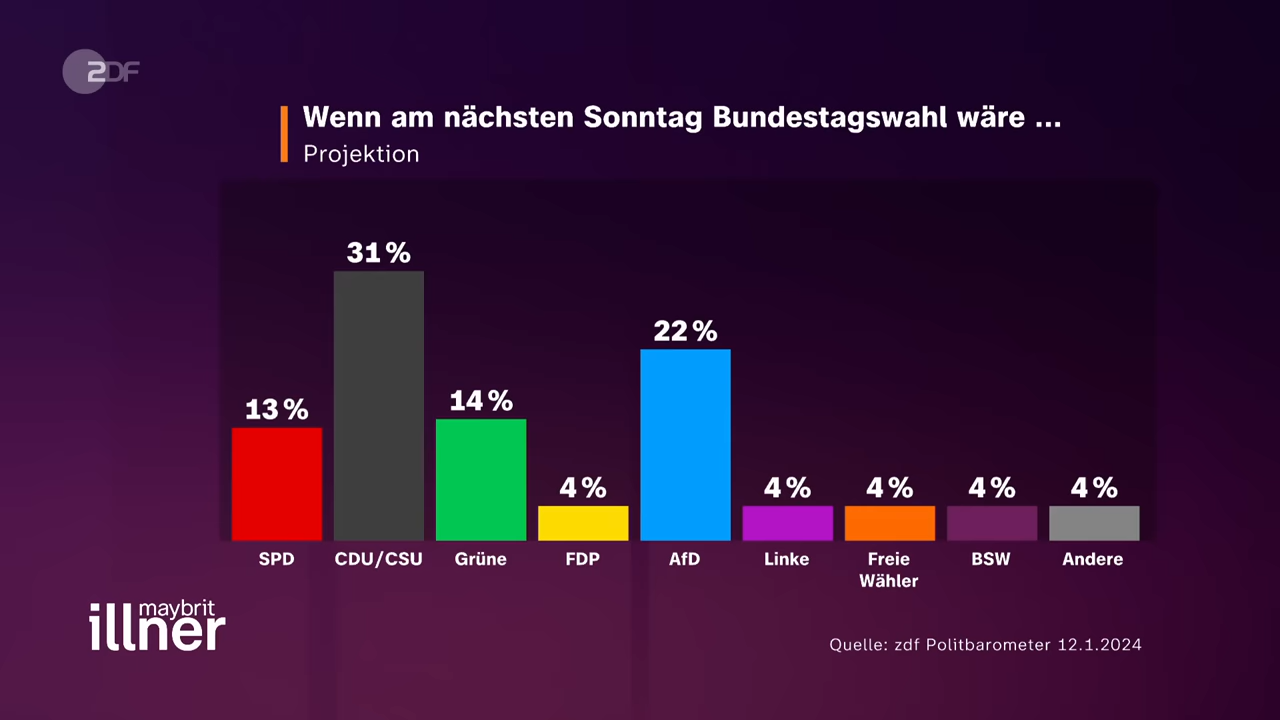 ZDF
Wenn am nächsten Sonntag Bundestagswahl wäre ...
Projektion
13 %
31 %
14 %
4 %
22 %
4 %
4 %
4 %
4 %
SPD
CDU/CSU
Grüne
FDP
AfD
Linke
Freie
Wähler
BSW
Andere
maybrit
illner
Quelle: zdf Politbarometer 12.1.2024